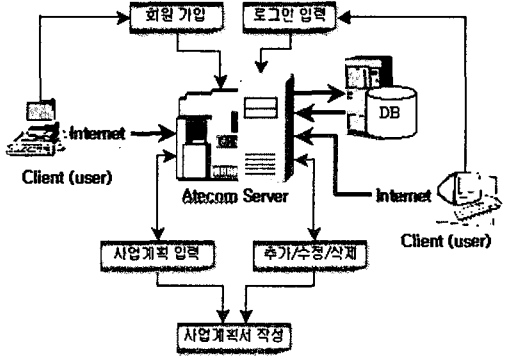 회원 가입
로그인 입력
DB
Internet
Client (user)
Atecom Server
Internet
Client (user)
사업계획 입력
추가/수정/삭제
사업계획서 작성